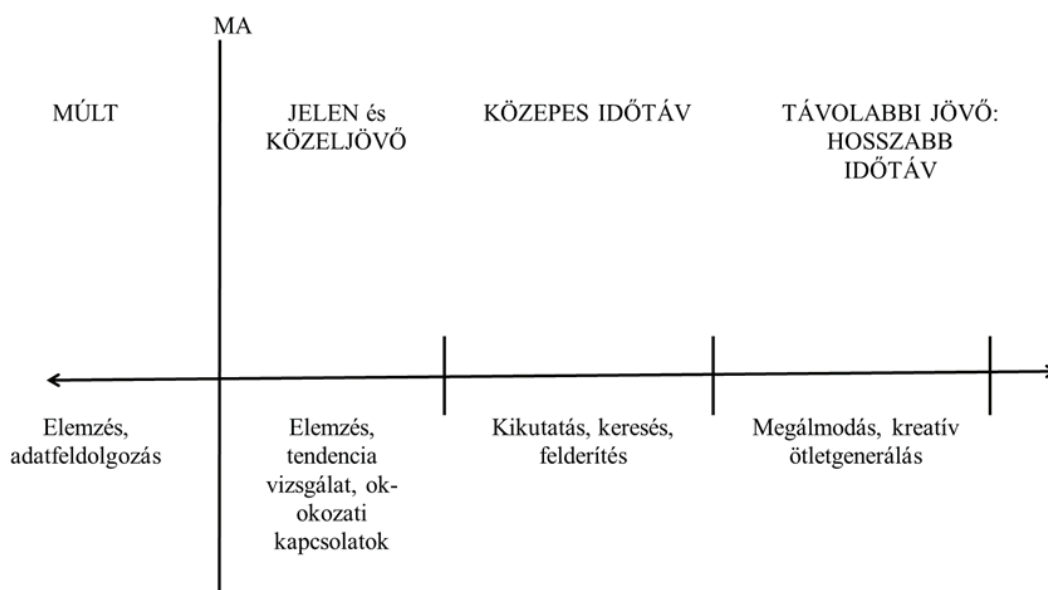 MA
MÚLT
JELEN és
KÖZELJÖVŐ
KÖZEPES IDŐTÁV
TÁVOLABBI JÖVŐ:
HOSSZABB
IDŐTÁV
Elemzés,
adatfeldolgozás
Elemzés,
tendencia
vizsgálat, ok-
okozati
kapcsolatok
Kikutatás, keresés,
felderítés
Megálmodás, kreatív
ötletgenerálás